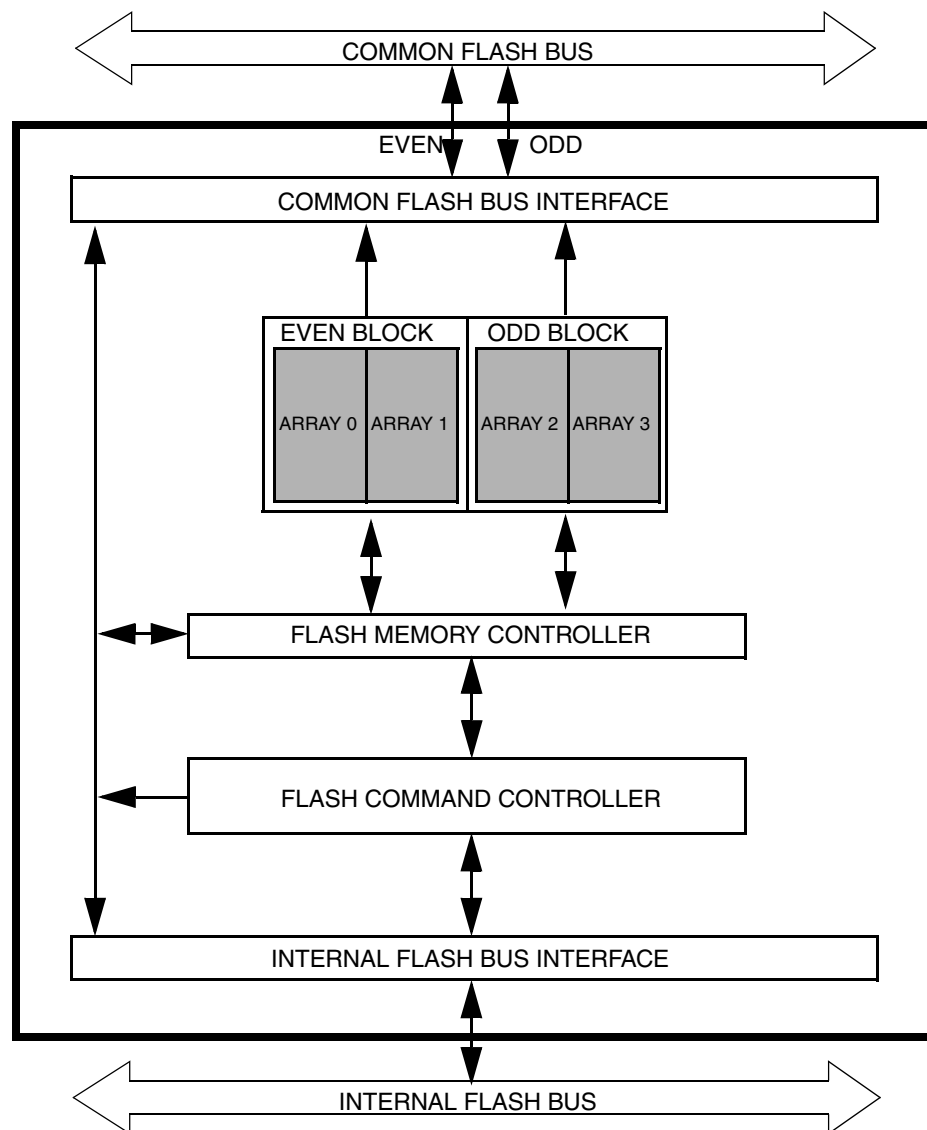 COMMON FLASH BUS
EVEN ODD
COMMON FLASH BUS INTERFACE
EVEN BLOCK ODD BLOCK
ARRAY 0 ARRAY 1 ARRAY 2 ARRAY 3
FLASH MEMORY CONTROLLER
FLASH COMMAND CONTROLLER
INTERNAL FLASH BUS INTERFACE
INTERNAL FLASH BUS